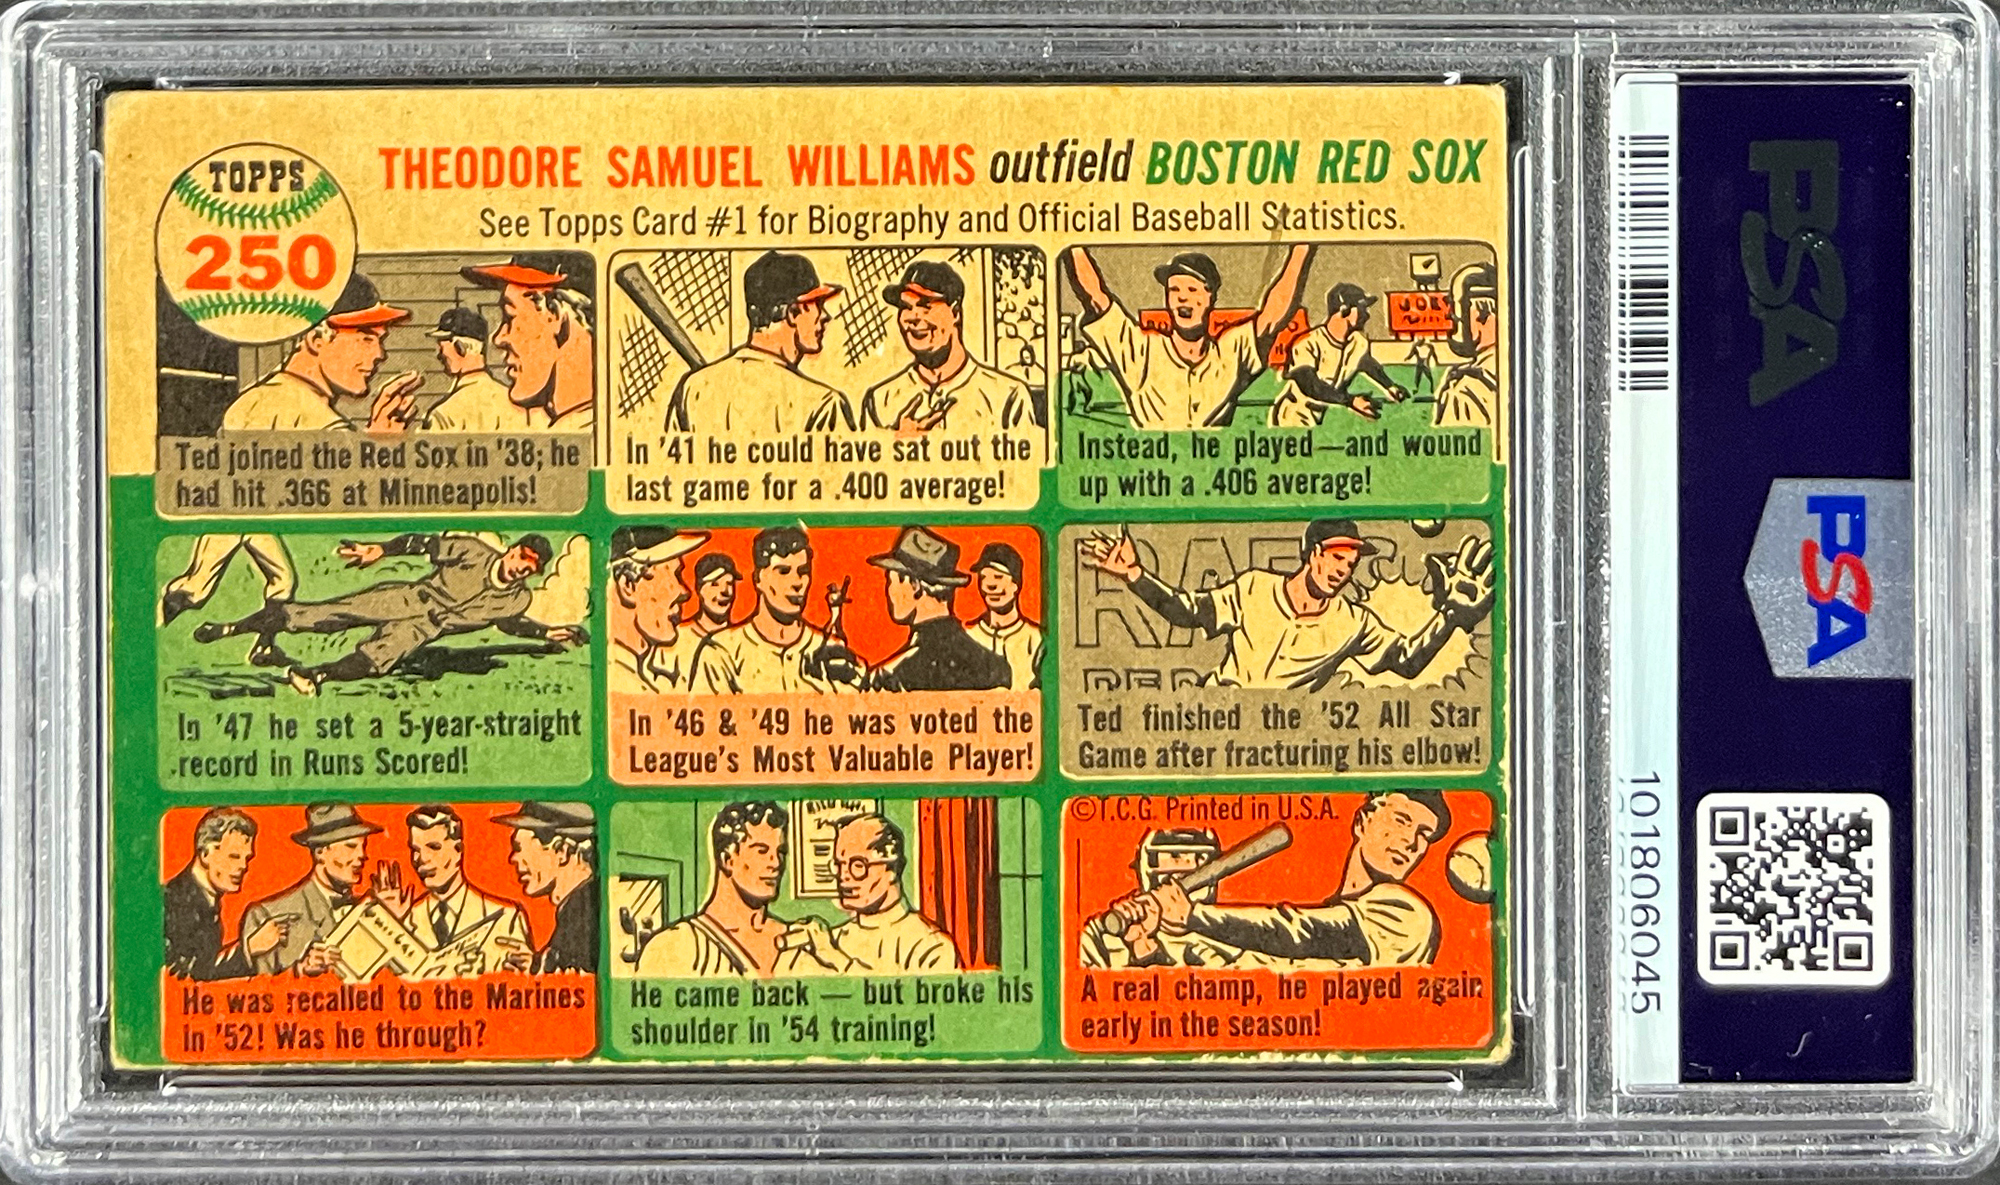 TOPPS
250
THEODORE SAMUEL WILLIAMS outfield BOSTON RED SOX
See Topps Card #1 for Biography and Official Baseball Statistics.
Ted joined the Red Sox in '38; he
had hit .366 at Minneapolis!
In '41 he could have sat out the
last game for a .400 average!
Instead, he played—and wound
up with a .406 average!
In '47 he set a 5-year-straight
record in Runs Scored!
In '46 & '49 he was voted the
League's Most Valuable Player!
Ted finished the '52 All Star
Game after fracturing his elbow!
He was recalled to the Marines
in '52! Was he through?
He came back — but broke his
shoulder in '54 training!
©T.C.G. Printed in U.S.A.
A real champ, he played again
early in the season!
PSA
PSA
101806045